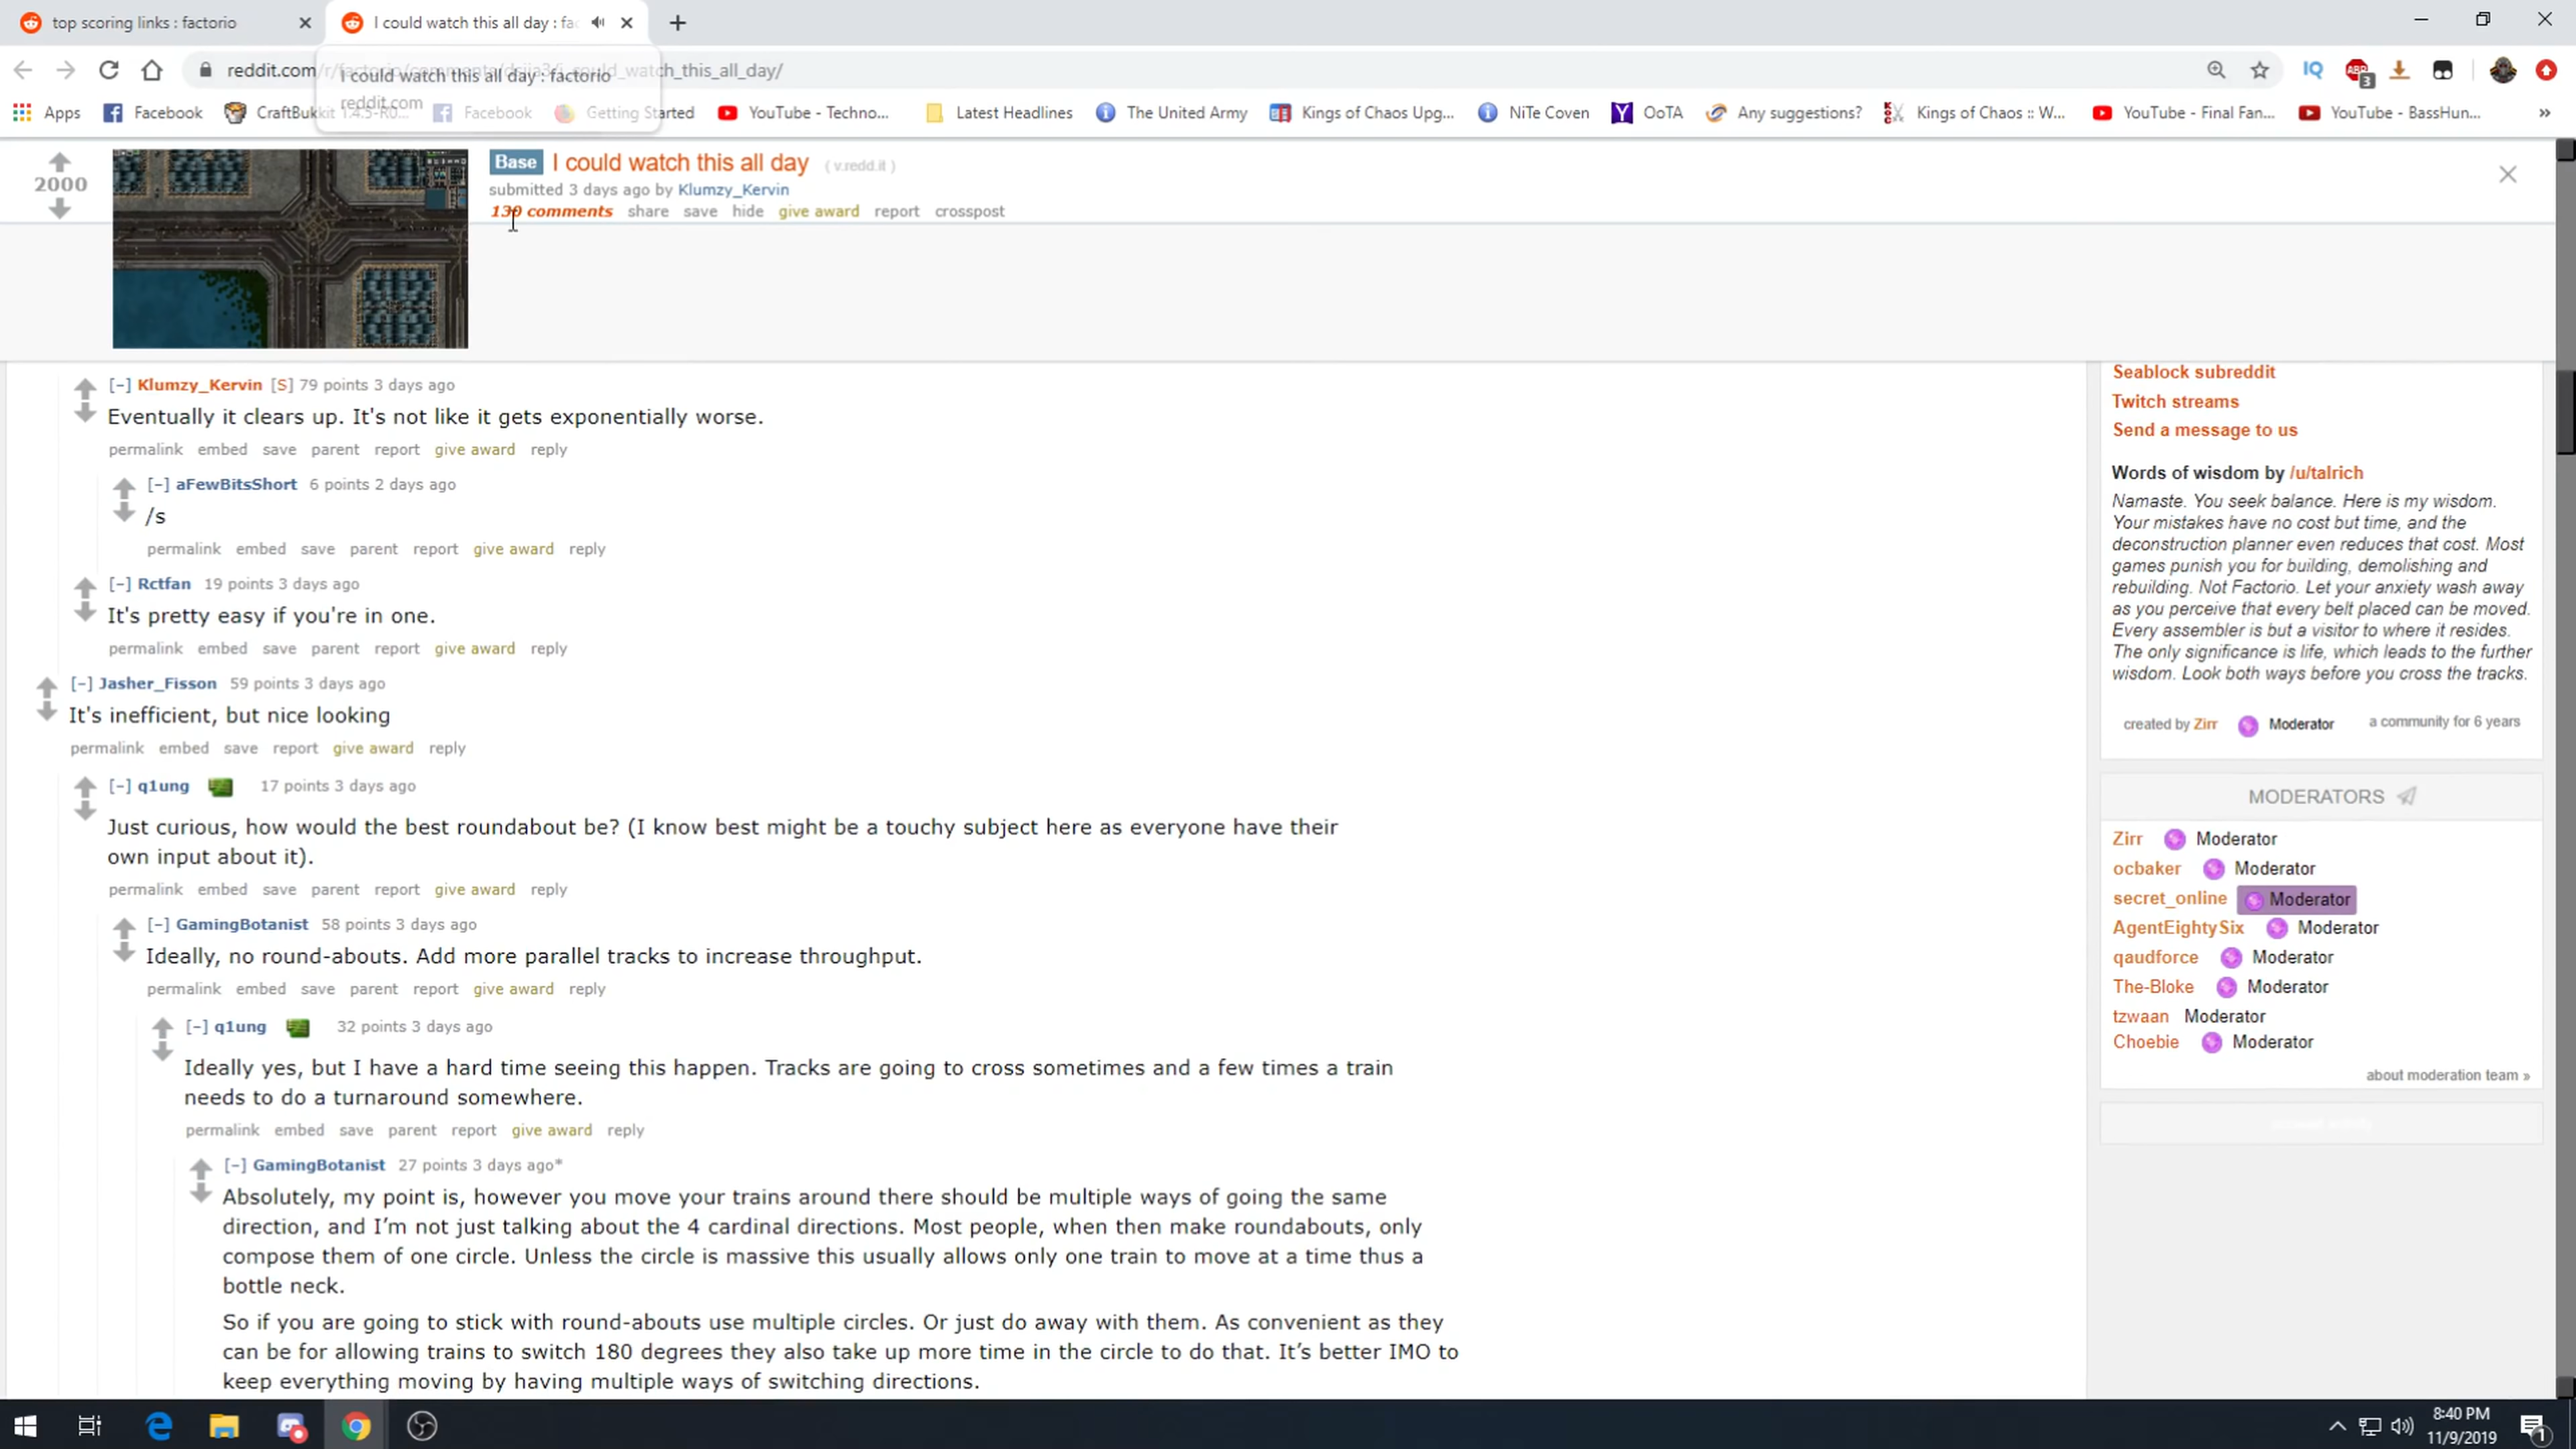 top scoring links : factorio
I could watch this all day : fa
reddit.com
could_watch_this_all_day/
I could watch this all day : factorio
reddit.com
IQ
ABP
3
Apps
Facebook
CraftBukkit 1.4.5-R0...
Facebook
Getting Started
YouTube - Techno...
Latest Headlines
The United Army
Kings of Chaos Upg...
NiTe Coven
OoTA
Any suggestions?
Kings of Chaos :: W...
YouTube - Final Fan...
YouTube - BassHun...
»
2000
Base I could watch this all day ( v.redd.it )
submitted 3 days ago by Klumzy_Kervin
comments share save hide give award report crosspost
[–] Klumzy_Kervin [S] 79 points 3 days ago
Eventually it clears up. It's not like it gets exponentially worse.
permalink embed save parent report give award reply
[–] aFewBitsShort 6 points 2 days ago
/s
permalink embed save parent report give award reply
[–] Rctfan 19 points 3 days ago
It's pretty easy if you're in one.
permalink embed save parent report give award reply
[–] Jasher_Fisson 59 points 3 days ago
It's inefficient, but nice looking
permalink embed save report give award reply
[–] q1ung 17 points 3 days ago
Just curious, how would the best roundabout be? (I know best might be a touchy subject here as everyone have their
own input about it).
permalink embed save parent report give award reply
[–] GamingBotanist 58 points 3 days ago
Ideally, no round-abouts. Add more parallel tracks to increase throughput.
permalink embed save parent report give award reply
[–] q1ung 32 points 3 days ago
Ideally yes, but I have a hard time seeing this happen. Tracks are going to cross sometimes and a few times a train
needs to do a turnaround somewhere.
permalink embed save parent report give award reply
[–] GamingBotanist 27 points 3 days ago*
Absolutely, my point is, however you move your trains around there should be multiple ways of going the same
direction, and I’m not just talking about the 4 cardinal directions. Most people, when then make roundabouts, only
compose them of one circle. Unless the circle is massive this usually allows only one train to move at a time thus a
bottle neck.
So if you are going to stick with round-abouts use multiple circles. Or just do away with them. As convenient as they
can be for allowing trains to switch 180 degrees they also take up more time in the circle to do that. It’s better IMO to
keep everything moving by having multiple ways of switching directions.
Seablock subreddit
Twitch streams
Send a message to us
Words of wisdom by /u/talrich
Namaste. You seek balance. Here is my wisdom.
Your mistakes have no cost but time, and the
deconstruction planner even reduces that cost. Most
games punish you for building, demolishing and
rebuilding. Not Factorio. Let your anxiety wash away
as you perceive that every belt placed can be moved.
Every assembler is but a visitor to where it resides.
The only significance is life, which leads to the further
wisdom. Look both ways before you cross the tracks.
created by Zirr Moderator a community for 6 years
MODERATORS
Zirr Moderator
ocbaker Moderator
secret_online Moderator
AgentEightySix Moderator
qaudforce Moderator
The-Bloke Moderator
tzwaan Moderator
Choebie Moderator
about moderation team »
8:40 PM
11/9/2019
1